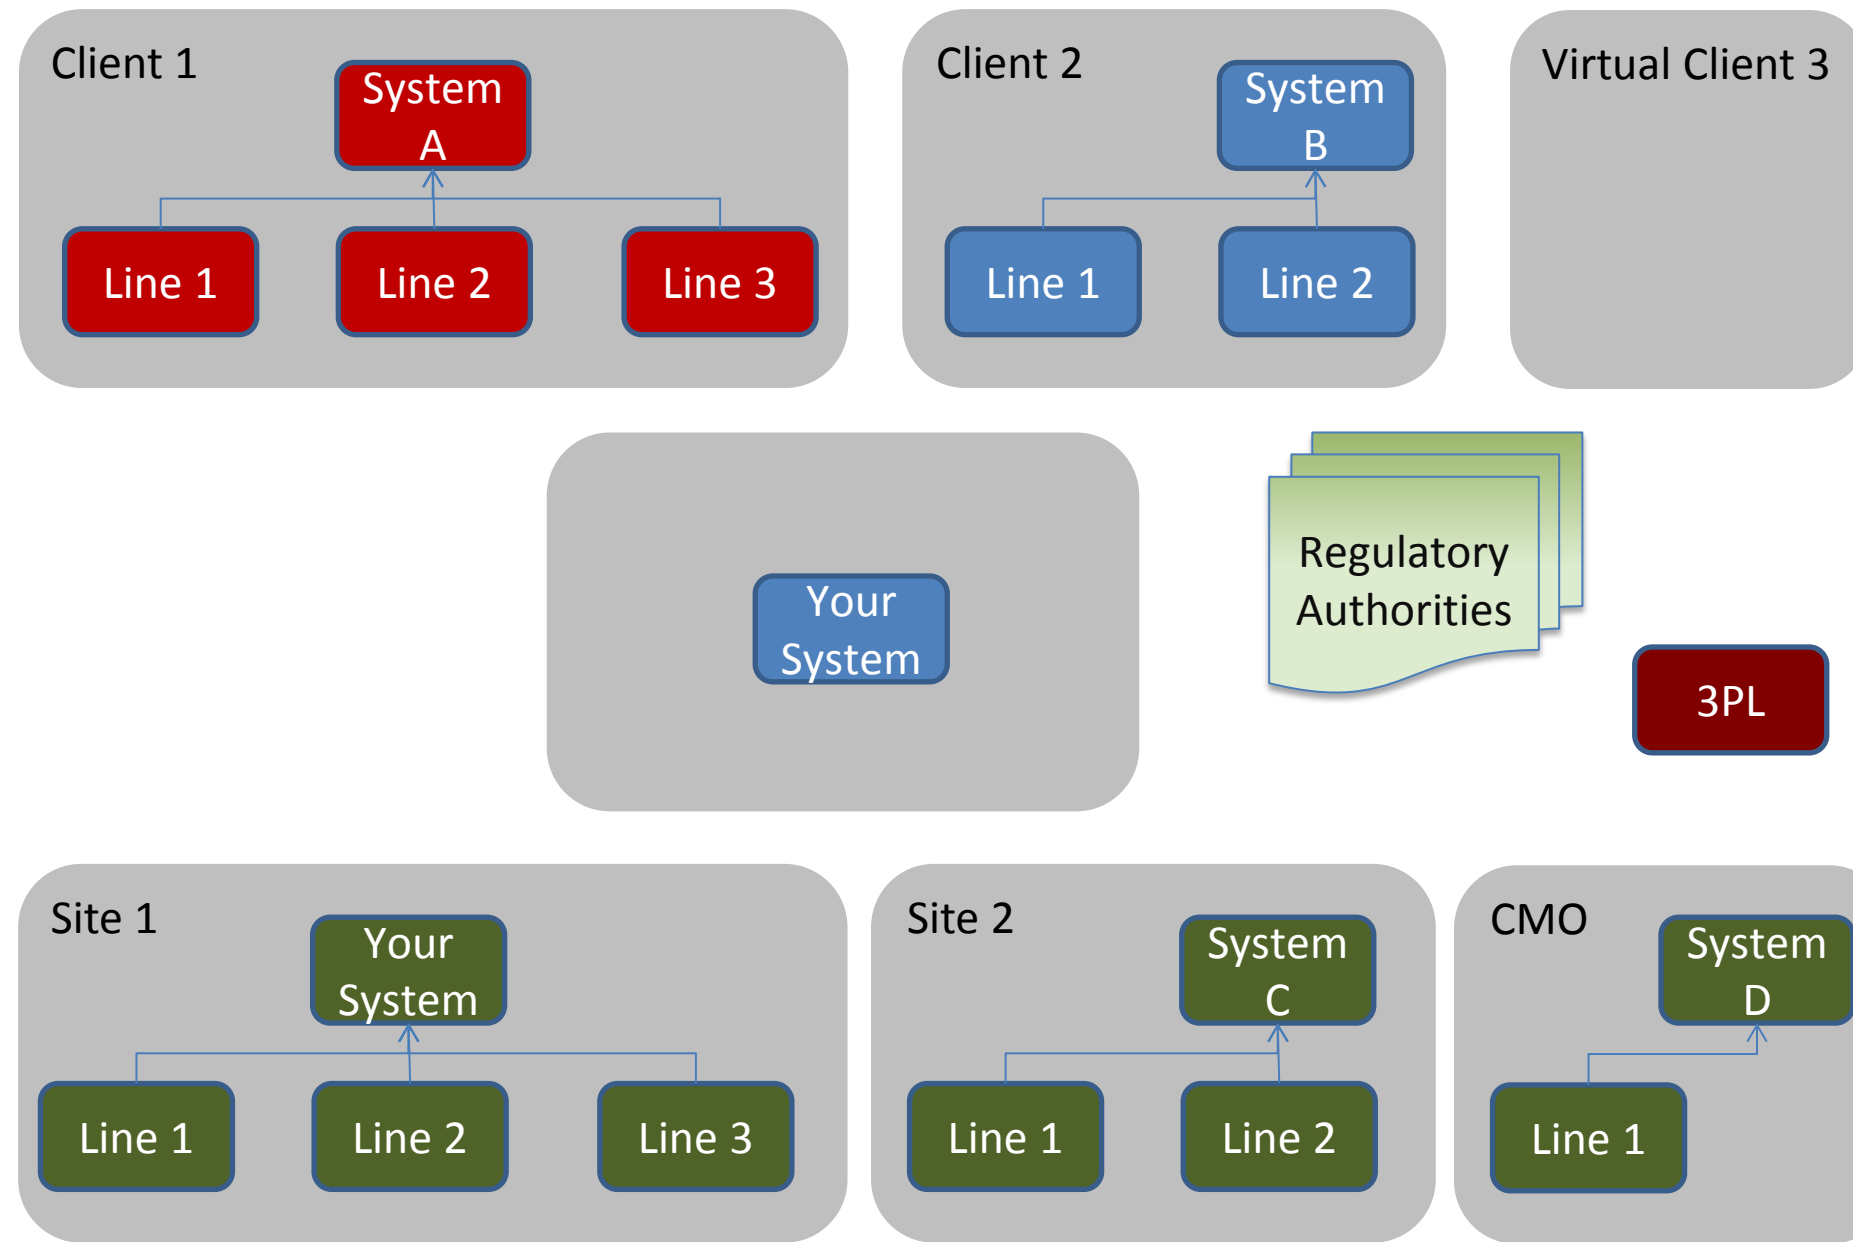 Client 1
System
A
Line 1
Line 2
Line 3
Client 2
System
B
Line 1
Line 2
Virtual Client 3
Your
System
Regulatory
Authorities
3PL
Site 1
Your
System
Line 1
Line 2
Line 3
Site 2
System
C
Line 1
Line 2
CMO
System
D
Line 1